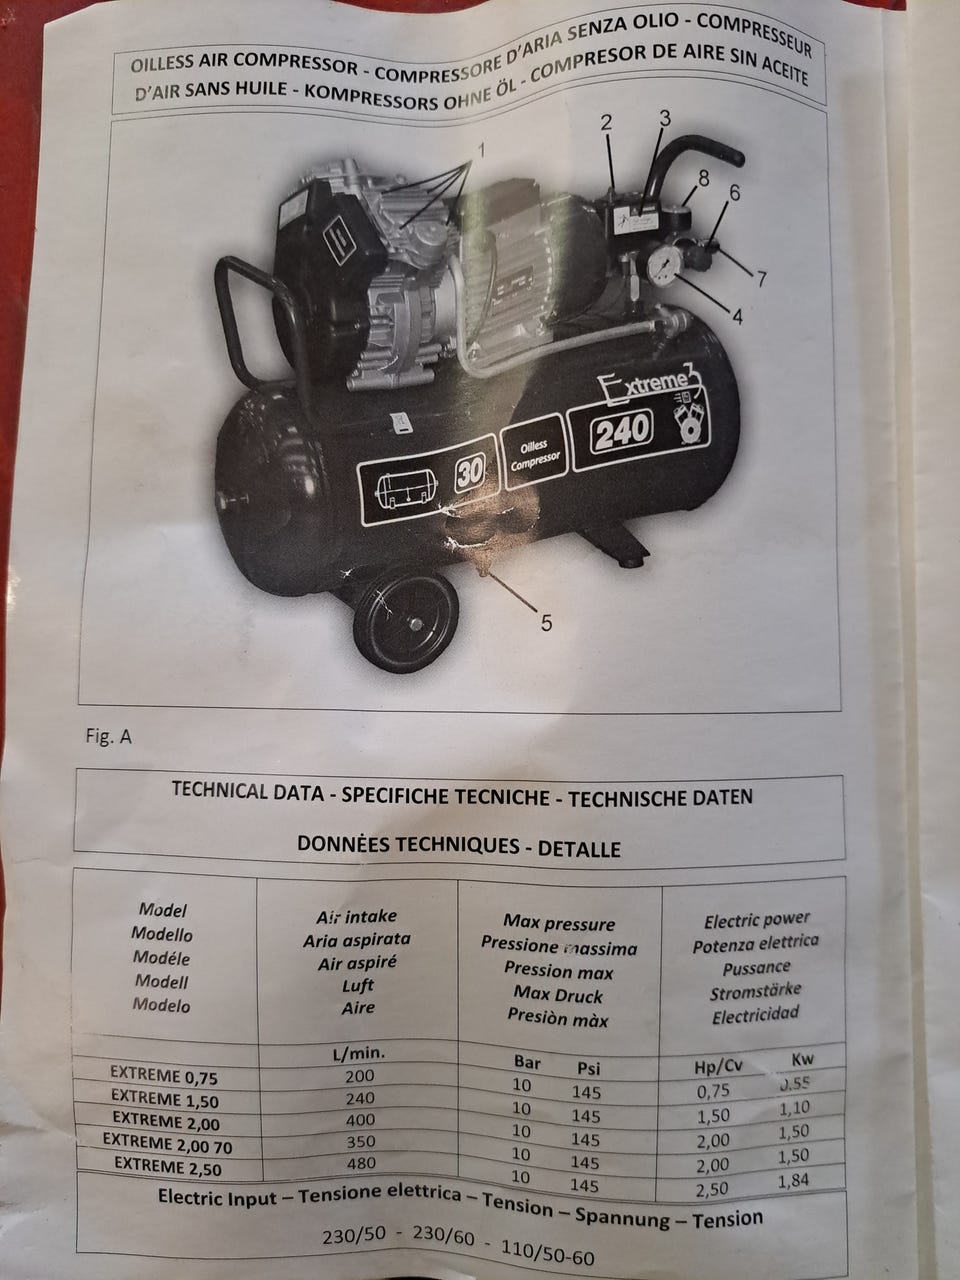 OILLESS AIR COMPRESSOR - COMPRESSORE D'ARIA SENZA OLIO - COMPRESSEUR
D'AIR SANS HUILE - KOMPRESSORS OHNE ÖL - COMPRESOR DE AIRE SIN ACEITE
1
2
3
8
6
7
4
Extreme3
30
Oilless
Compressor
240
5
Fig. A
TECHNICAL DATA - SPECIFICHE TECNICHE - TECHNISCHE DATEN
DONNĖES TECHNIQUES - DETALLE
Model Air intake Max pressure Electric power
Modello Aria aspirata Pressione massima Potenza elettrica
Modéle Air aspiré Pression max Pussance
Modell Luft Max Druck Stromstärke
Modelo Aire Presiòn màx Electricidad
L/min. Bar Psi Hp/Cv Kw
EXTREME 0,75 200 10 145 0,75 0.55
EXTREME 1,50 240 10 145 1,50 1,10
EXTREME 2,00 400 10 145 2,00 1,50
EXTREME 2,00 70 350 10 145 2,00 1,50
EXTREME 2,50 480 10 145 2,50 1,84
Electric Input – Tensione elettrica – Tension – Spannung – Tension
230/50 - 230/60 - 110/50-60